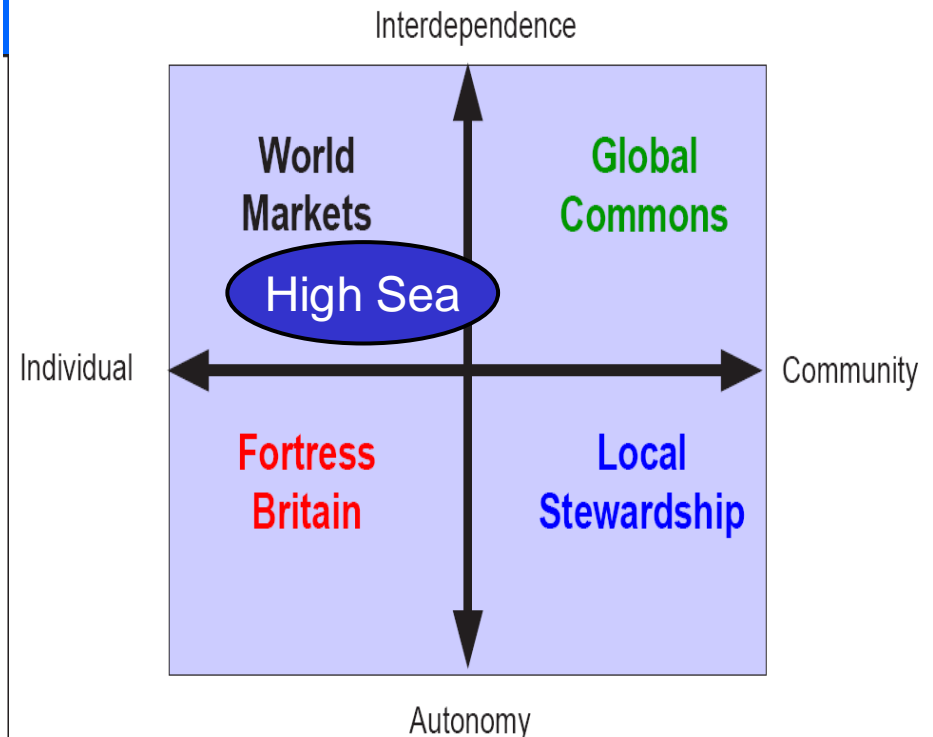 Interdependence
World
Markets
Global
Commons
High Sea
Individual
Community
Fortress
Britain
Local
Stewardship
Autonomy